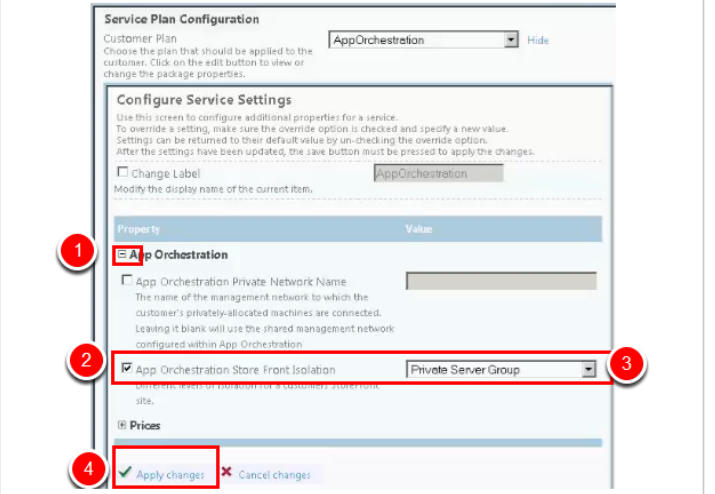 Service Plan Configuration
Customer Plan
AppOrchestration
Hide
Choose the plan that should be applied to the
customer. Click on the edit button to view or
change the package properties.
Configure Service Settings
Use this screen to configure additional properties for a service.
To override a setting, make sure the override option is checked and specify a new value.
Settings can be returned to their default value by un-checking the override option.
After the settings have been updated, the save button must be pressed to apply the changes.
Change Label
AppOrchestration
Modify the display name of the current item.
Property Value
1
App Orchestration
App Orchestration Private Network Name
The name of the management network to which the
customer's privately-allocated machines are connected.
Leaving it blank will use the shared management network
configured within App Orchestration
2
App Orchestration Store Front Isolation
Private Server Group
3
Different levels of isolation for a customers StoreFront
site.
Prices
4
Apply changes
Cancel changes